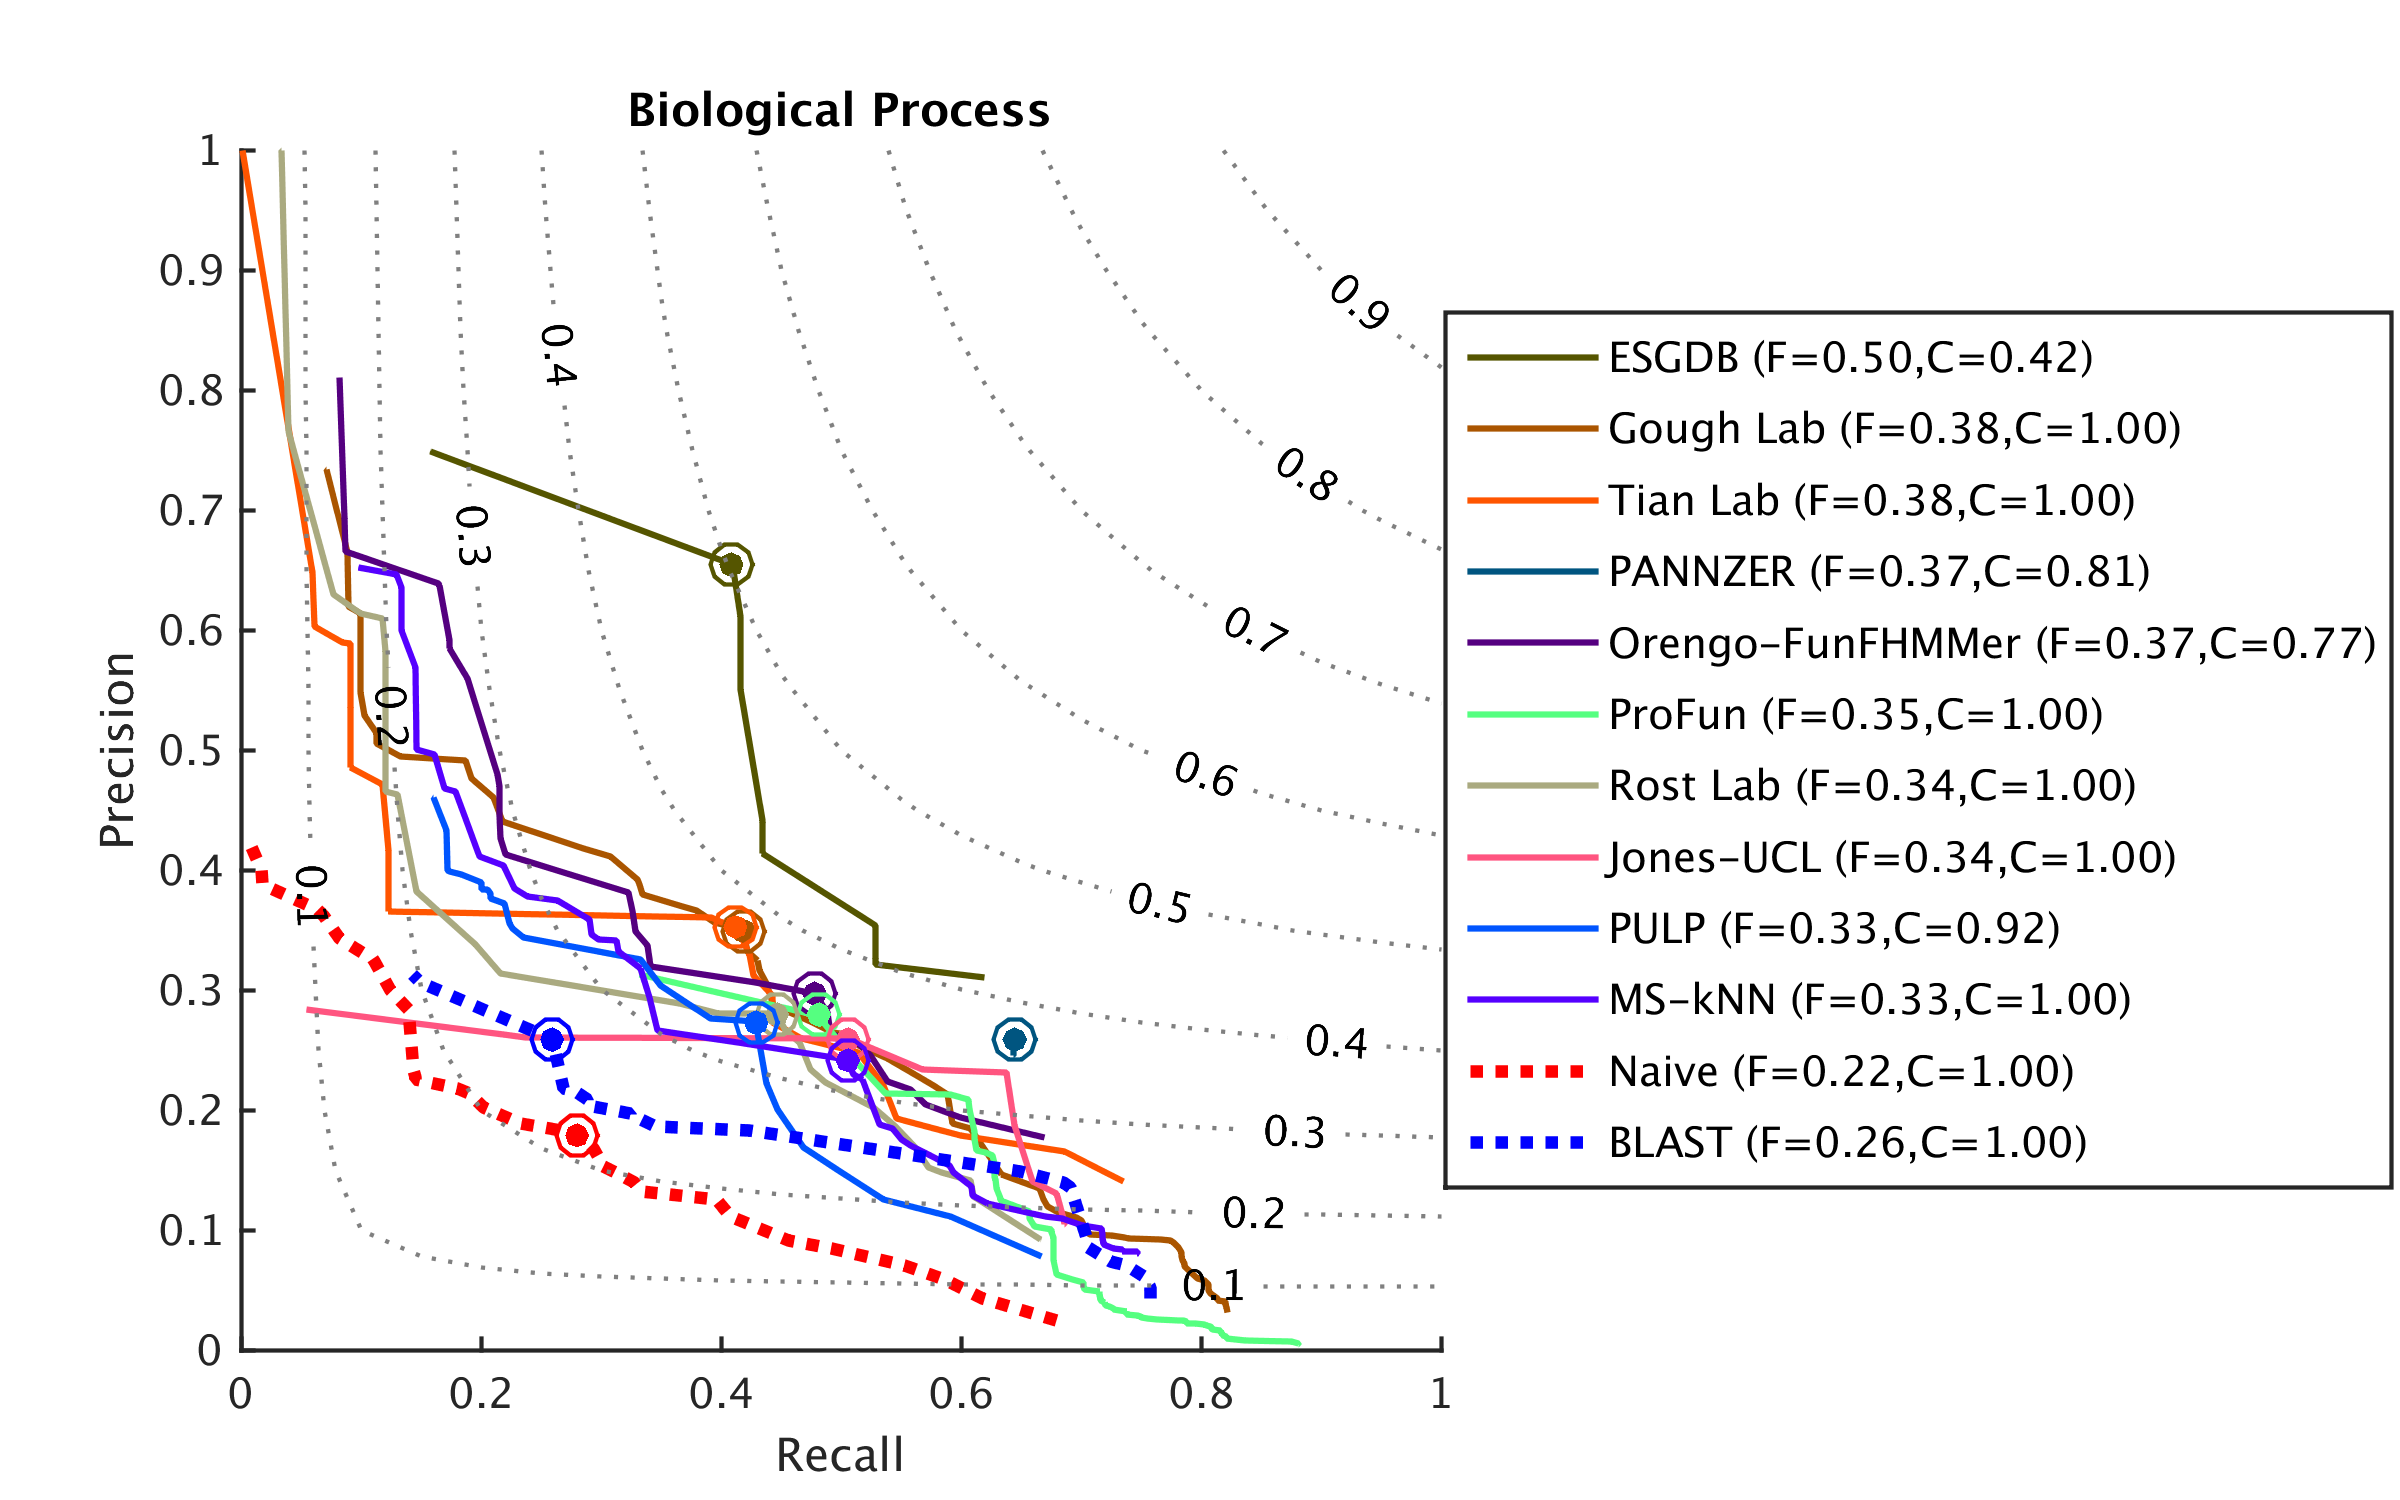 Biological Process
1
0.9
0.8
0.7
0.6
0.5
0.4
0.3
0.2
0.1
0
Precision
0
0.2
0.4
0.6
0.8
1
Recall
0.1
0.2
0.3
0.4
0.9
0.8
0.7
0.6
0.5
0.4
0.3
0.2
0.1
ESGDB (F=0.50,C=0.42)
Gough Lab (F=0.38,C=1.00)
Tian Lab (F=0.38,C=1.00)
PANNZER (F=0.37,C=0.81)
Orengo-FunFHMMer (F=0.37,C=0.77)
ProFun (F=0.35,C=1.00)
Rost Lab (F=0.34,C=1.00)
Jones-UCL (F=0.34,C=1.00)
PULP (F=0.33,C=0.92)
MS-kNN (F=0.33,C=1.00)
Naive (F=0.22,C=1.00)
BLAST (F=0.26,C=1.00)